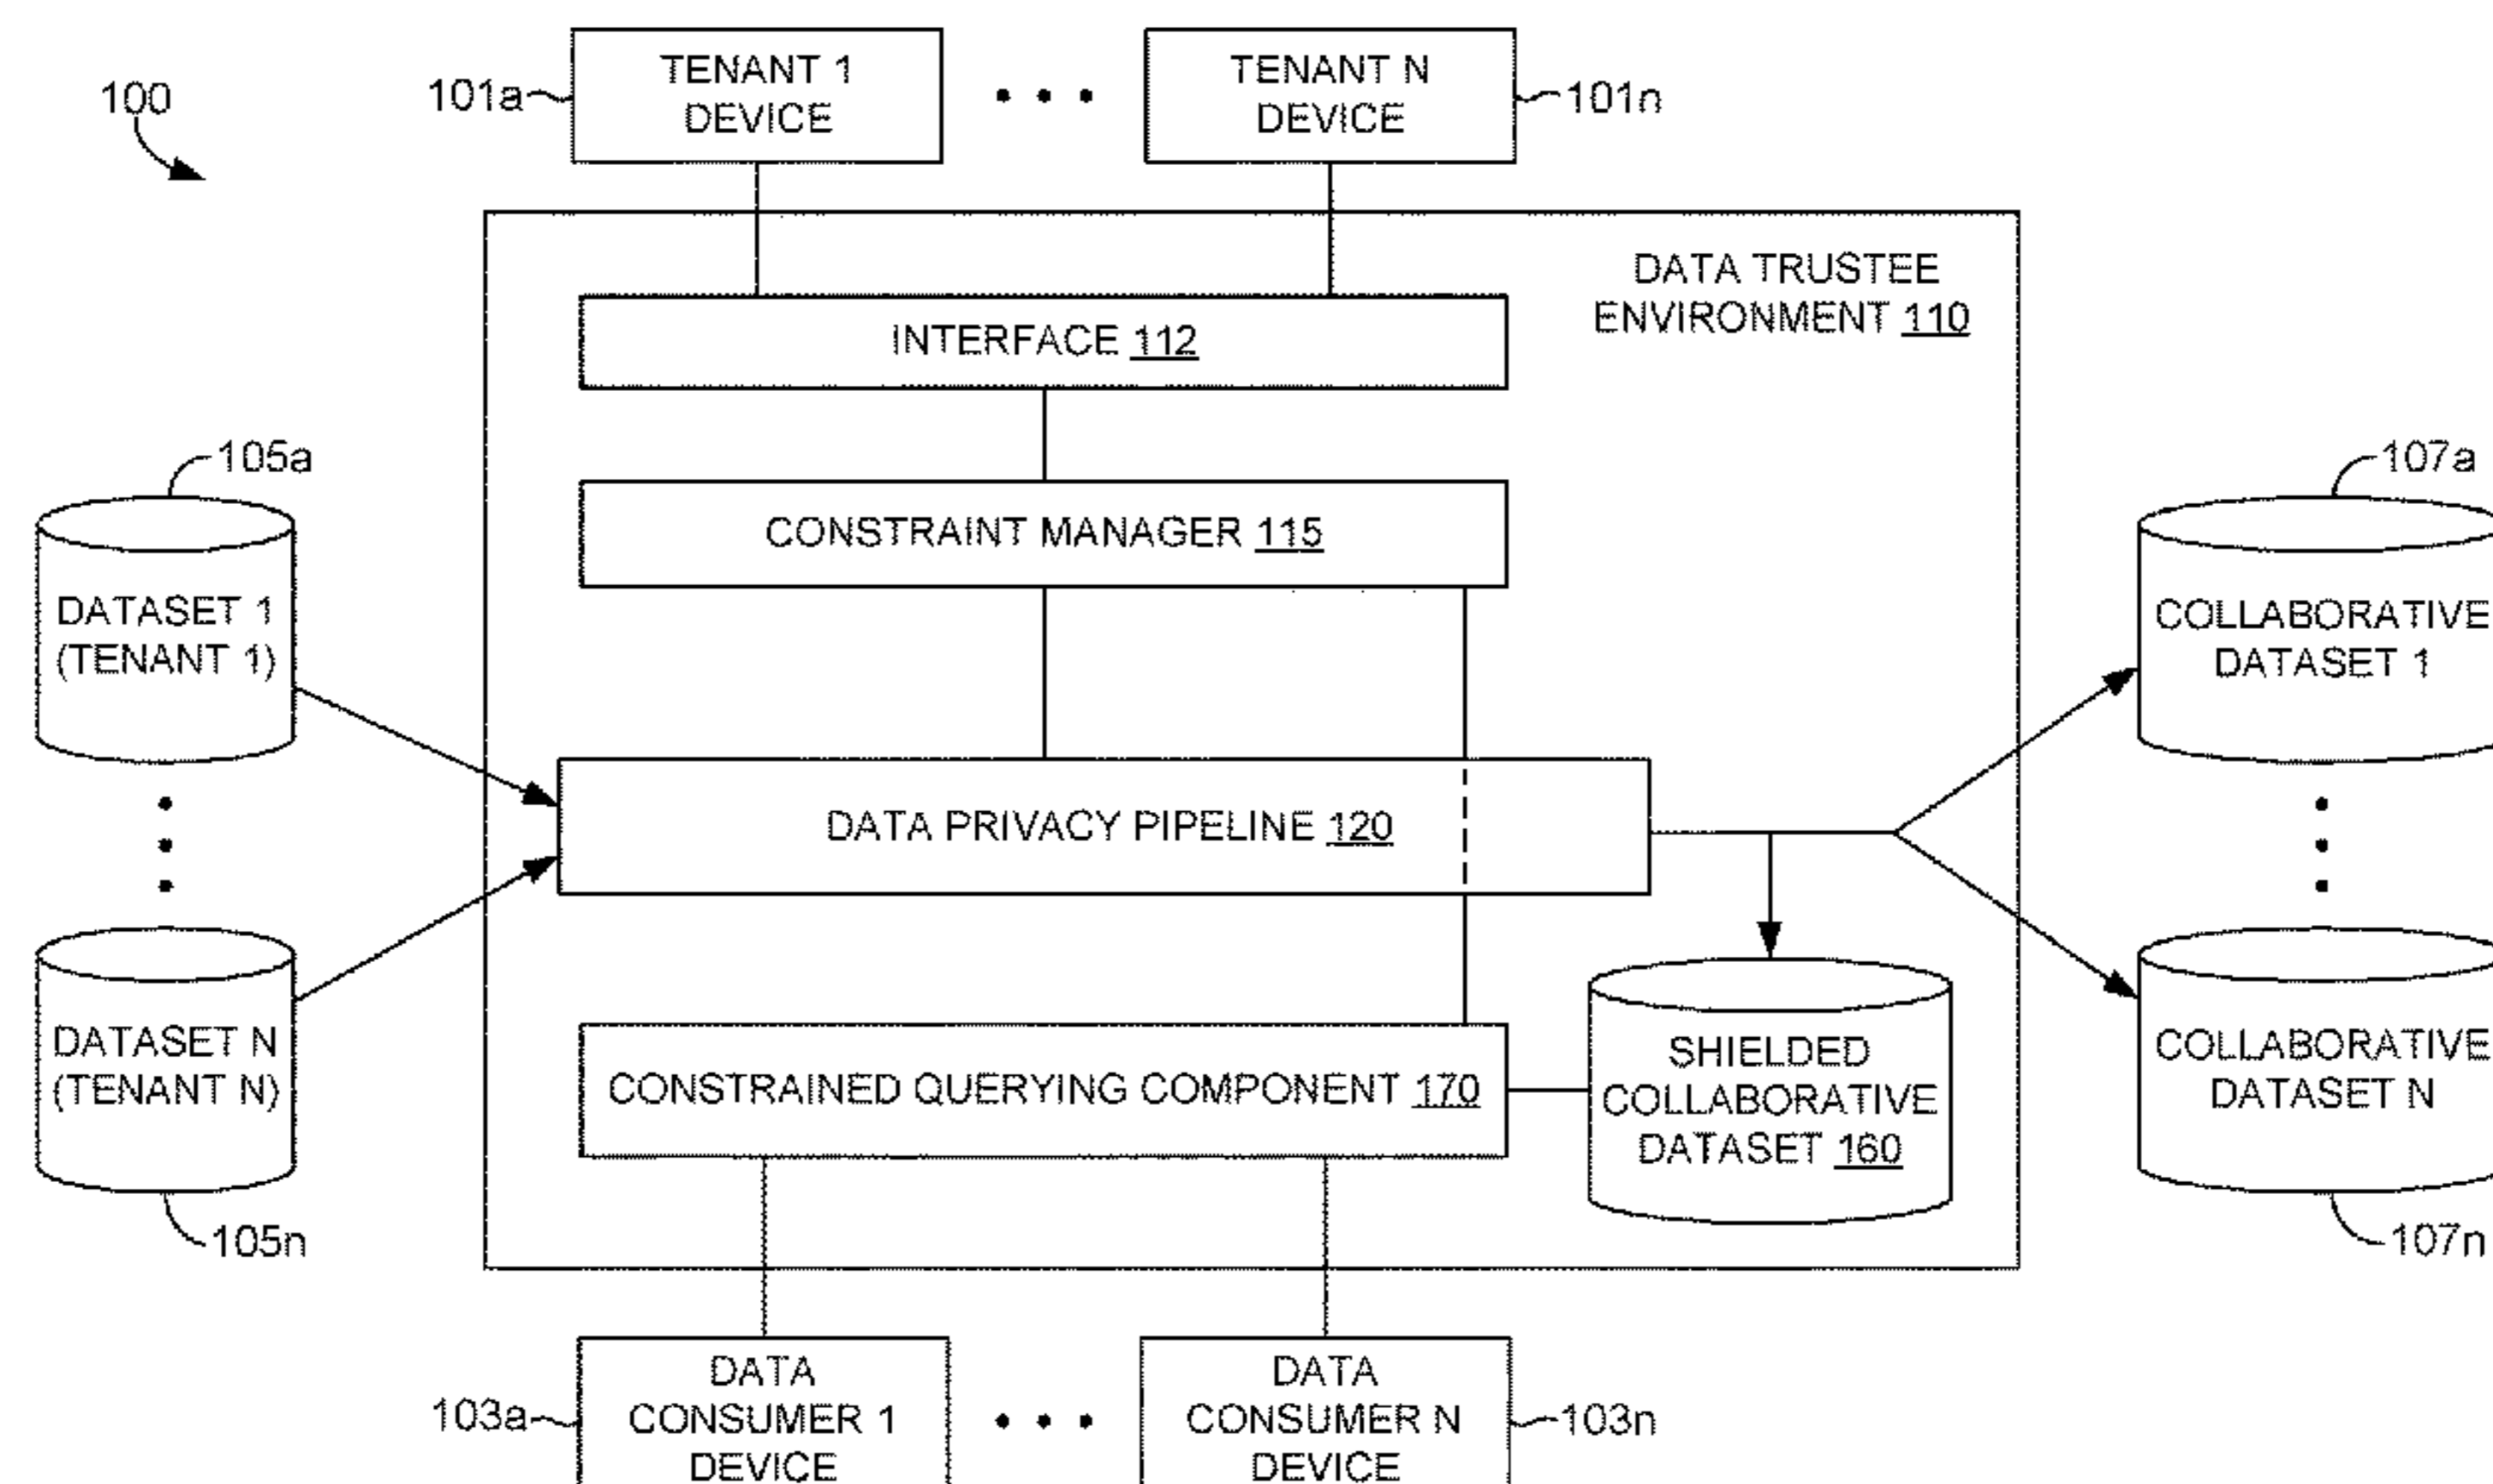 100
101a
TENANT 1
DEVICE
TENANT N
DEVICE
101n
DATA TRUSTEE
ENVIRONMENT 110
INTERFACE 112
105a
107a
CONSTRAINT MANAGER 115
DATASET 1
(TENANT 1)
COLLABORATIVE
DATASET 1
DATA PRIVACY PIPELINE 120
DATASET N
(TENANT N)
CONSTRAINED QUERYING COMPONENT 170
SHIELDED
COLLABORATIVE
DATASET 160
COLLABORATIVE
DATASET N
105n
107n
103a
DATA
CONSUMER 1
DEVICE
DATA
CONSUMER N
DEVICE
103n